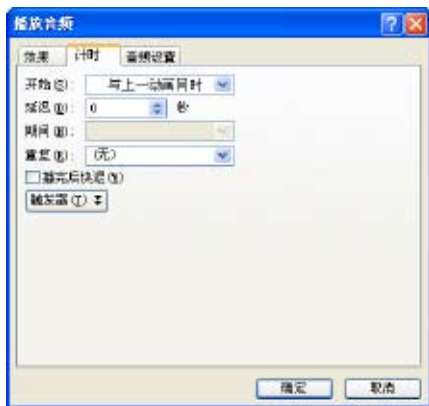 播放音频
效果 计时 音频设置
开始(S): 与上一动画同时
延迟(D): 0 秒
期间(N):
重复(R): (无)
播完后快退(W)
触发器(T)
确定 取消